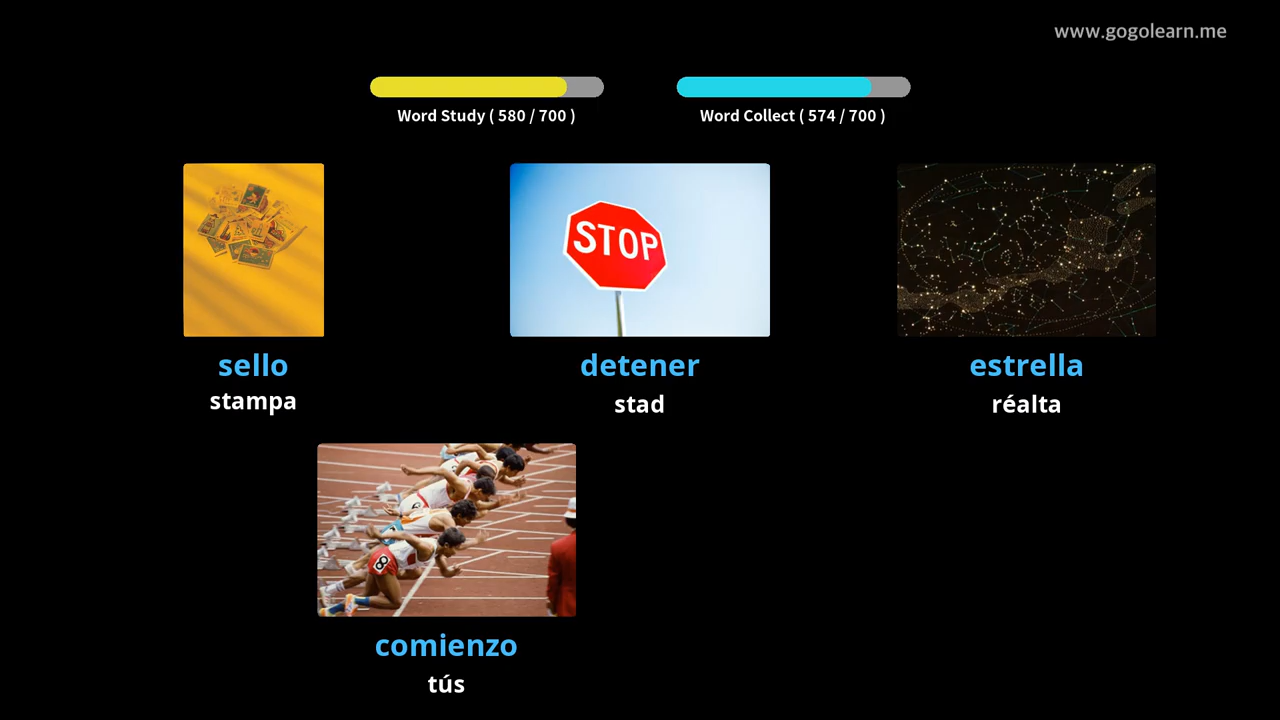 www.gogolearn.me
Word Study ( 580 / 700 )
Word Collect ( 574 / 700 )
STOP
sello
stampa
detener
stad
estrella
réalta
comienzo
tús